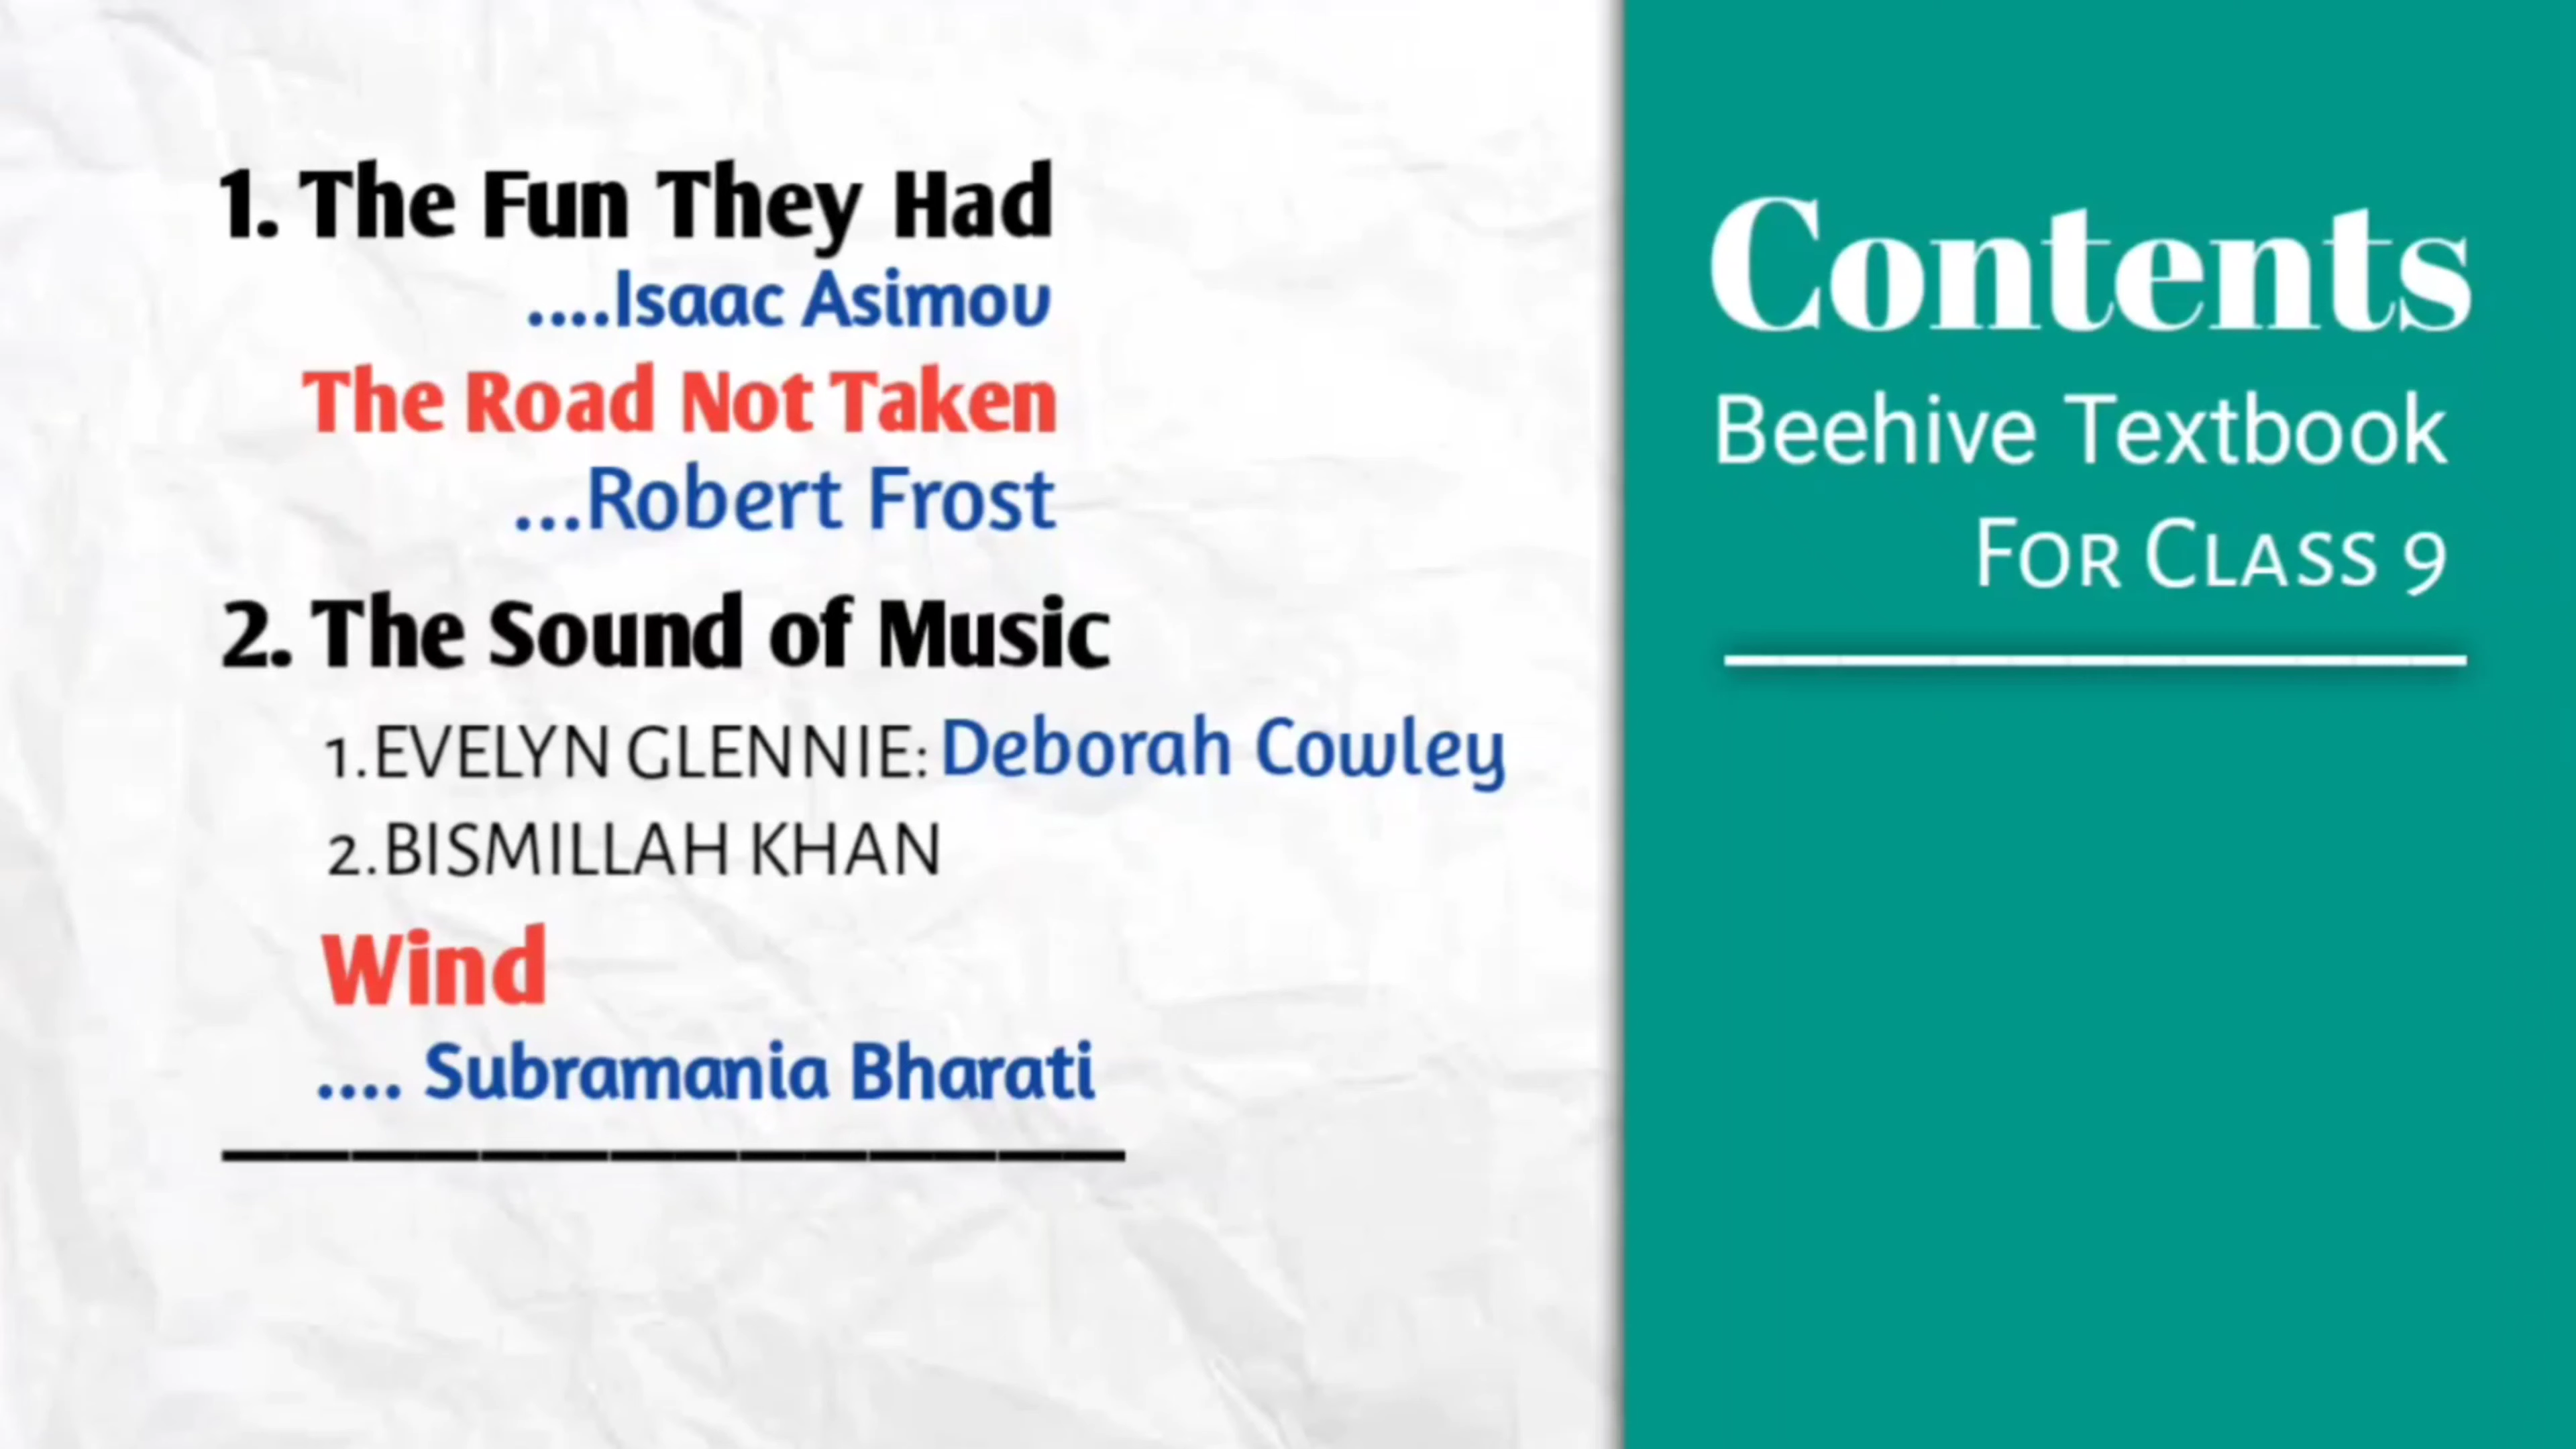 1. The Fun They Had
....Isaac Asimov
The Road Not Taken
...Robert Frost
2. The Sound of Music
1.EVELYN GLENNIE: Deborah Cowley
2.BISMILLAH KHAN
Wind
.... Subramania Bharati
Contents
Beehive Textbook
FOR CLASS 9